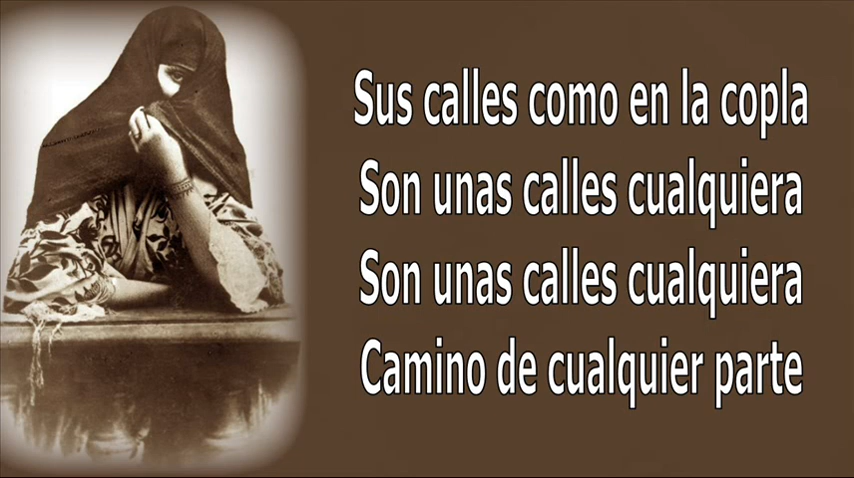 Sus calles como en la copla
Son unas calles cualquiera
Son unas calles cualquiera
Camino de cualquier parte